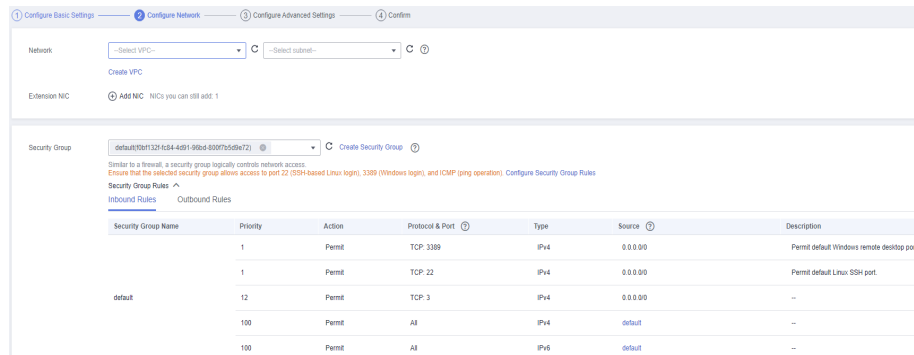 1 Configure Basic Settings 2 Configure Network 3 Configure Advanced Settings 4 Confirm
Network --Select VPC-- --Select subnet--
Create VPC
Extension NIC Add NIC NICs you can still add: 1
Security Group default(f0bf132f-fc84-4d91-96bd-800f7b5d9e72) Create Security Group
Similar to a firewall, a security group logically controls network access.
Ensure that the selected security group allows access to port 22 (SSH-based Linux login), 3389 (Windows login), and ICMP (ping operation). Configure Security Group Rules
Security Group Rules
Inbound Rules Outbound Rules
Security Group Name Priority Action Protocol & Port Type Source Description
1 Permit TCP: 3389 IPv4 0.0.0.0/0 Permit default Windows remote desktop por
1 Permit TCP: 22 IPv4 0.0.0.0/0 Permit default Linux SSH port.
default 12 Permit TCP: 3 IPv4 0.0.0.0/0 --
100 Permit All IPv4 default --
100 Permit All IPv6 default --